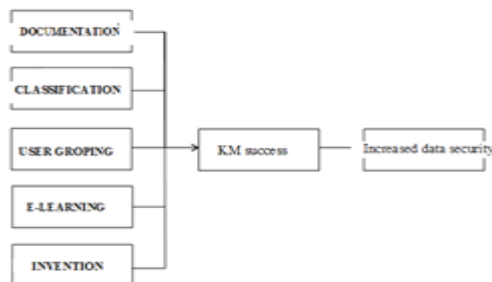 DOCUMENTATION
CLASSIFICATION
USER GROPING
E-LEARNING
INVENTION
KM success
Increased data security